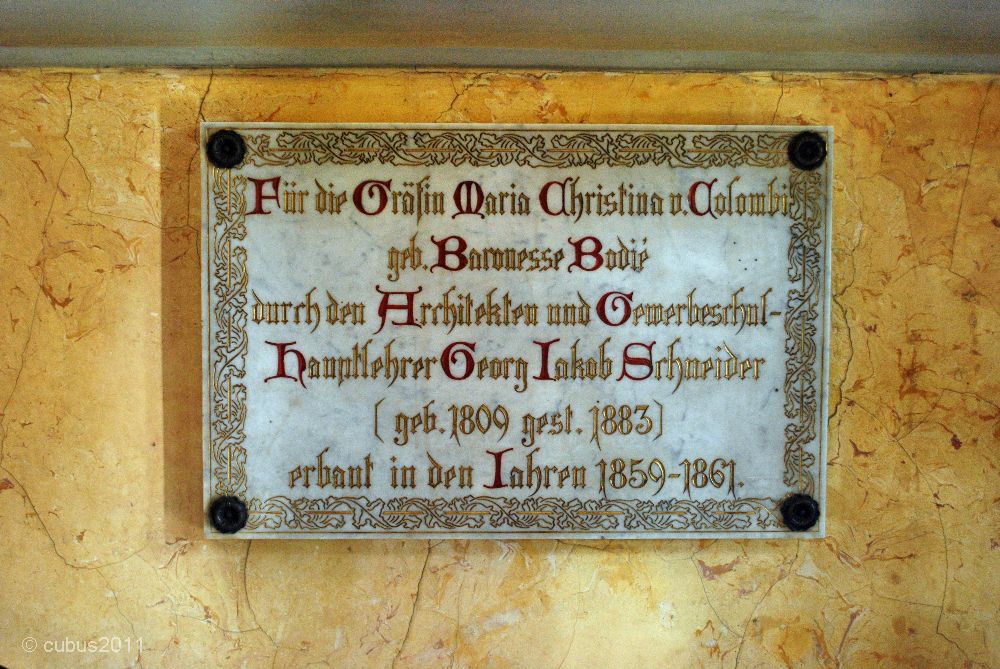 Für die Gräfin Maria Christina v. Colombi
geb. Baronesse Bodié
durch den Architekten und Gewerbeschul-
Hauptlehrer Georg Jakob Schneider
(geb. 1809 gest. 1883)
erbaut in den Jahren 1859-1861.
© cubus2011